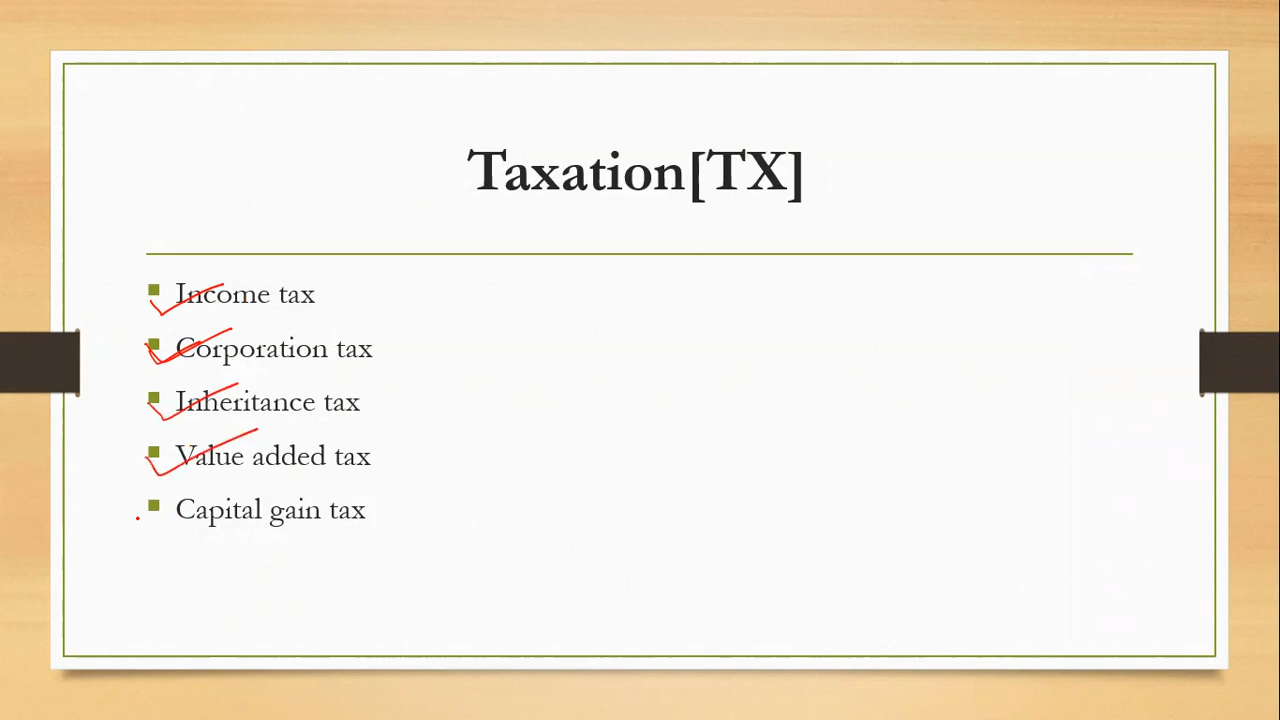 Taxation[TX]
Income tax
Corporation tax
Inheritance tax
Value added tax
Capital gain tax